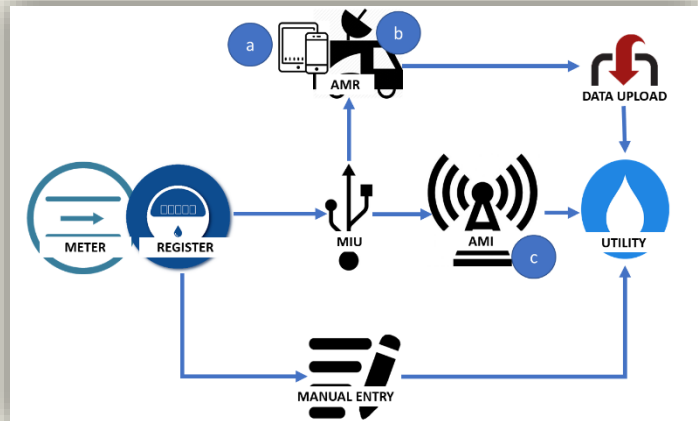 a
b
AMR
DATA UPLOAD
METER
REGISTER
MIU
AMI
UTILITY
c
MANUAL ENTRY